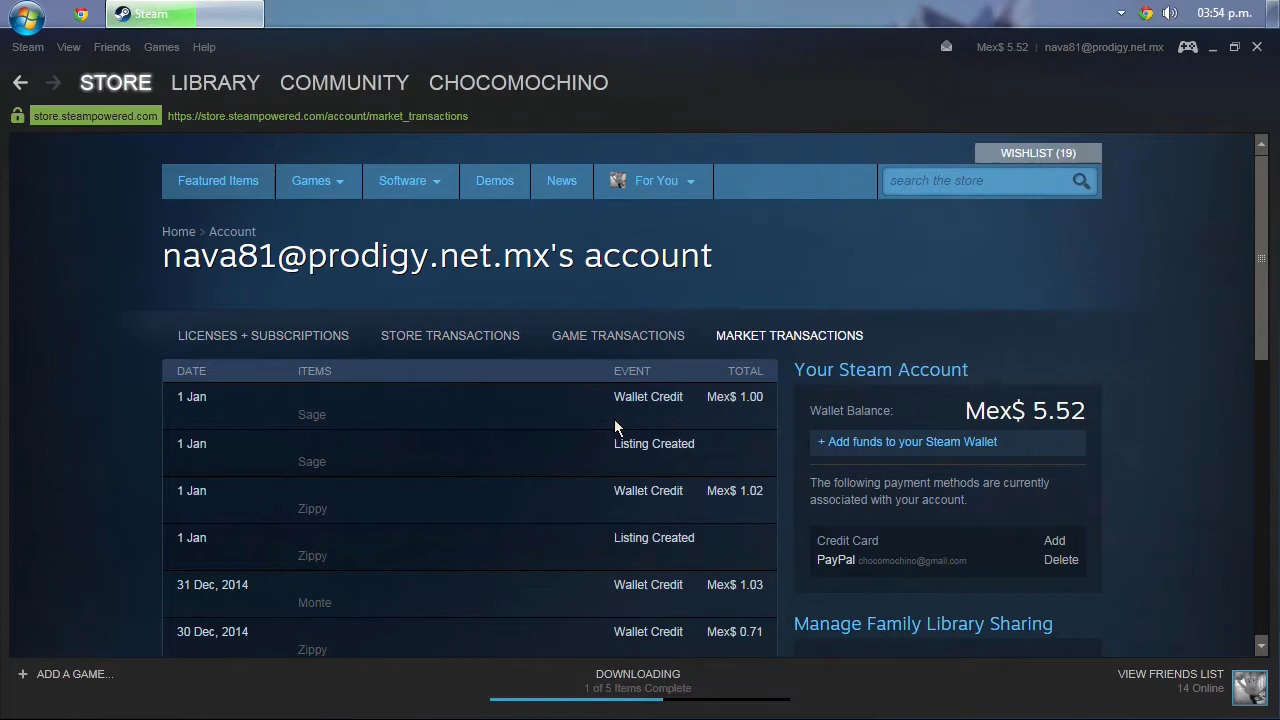 Steam
03:54 p.m.
Steam View Friends Games Help
Mex$ 5.52 nava81@prodigy.net.mx
STORE LIBRARY COMMUNITY CHOCOMOCHINO
store.steampowered.com https://store.steampowered.com/account/market_transactions
WISHLIST (19)
Featured Items Games Software Demos News For You search the store
Home > Account
nava81@prodigy.net.mx's account
LICENSES + SUBSCRIPTIONS STORE TRANSACTIONS GAME TRANSACTIONS MARKET TRANSACTIONS
DATE ITEMS EVENT TOTAL
1 Jan Wallet Credit Mex$ 1.00
Sage
1 Jan Listing Created
Sage
1 Jan Wallet Credit Mex$ 1.02
Zippy
1 Jan Listing Created
Zippy
31 Dec, 2014 Wallet Credit Mex$ 1.03
Monte
30 Dec, 2014 Wallet Credit Mex$ 0.71
Zippy
Your Steam Account
Wallet Balance: Mex$ 5.52
+ Add funds to your Steam Wallet
The following payment methods are currently
associated with your account.
Credit Card Add
PayPal chocomochino@gmail.com Delete
Manage Family Library Sharing
+ ADD A GAME...
DOWNLOADING
1 of 5 Items Complete
VIEW FRIENDS LIST
14 Online